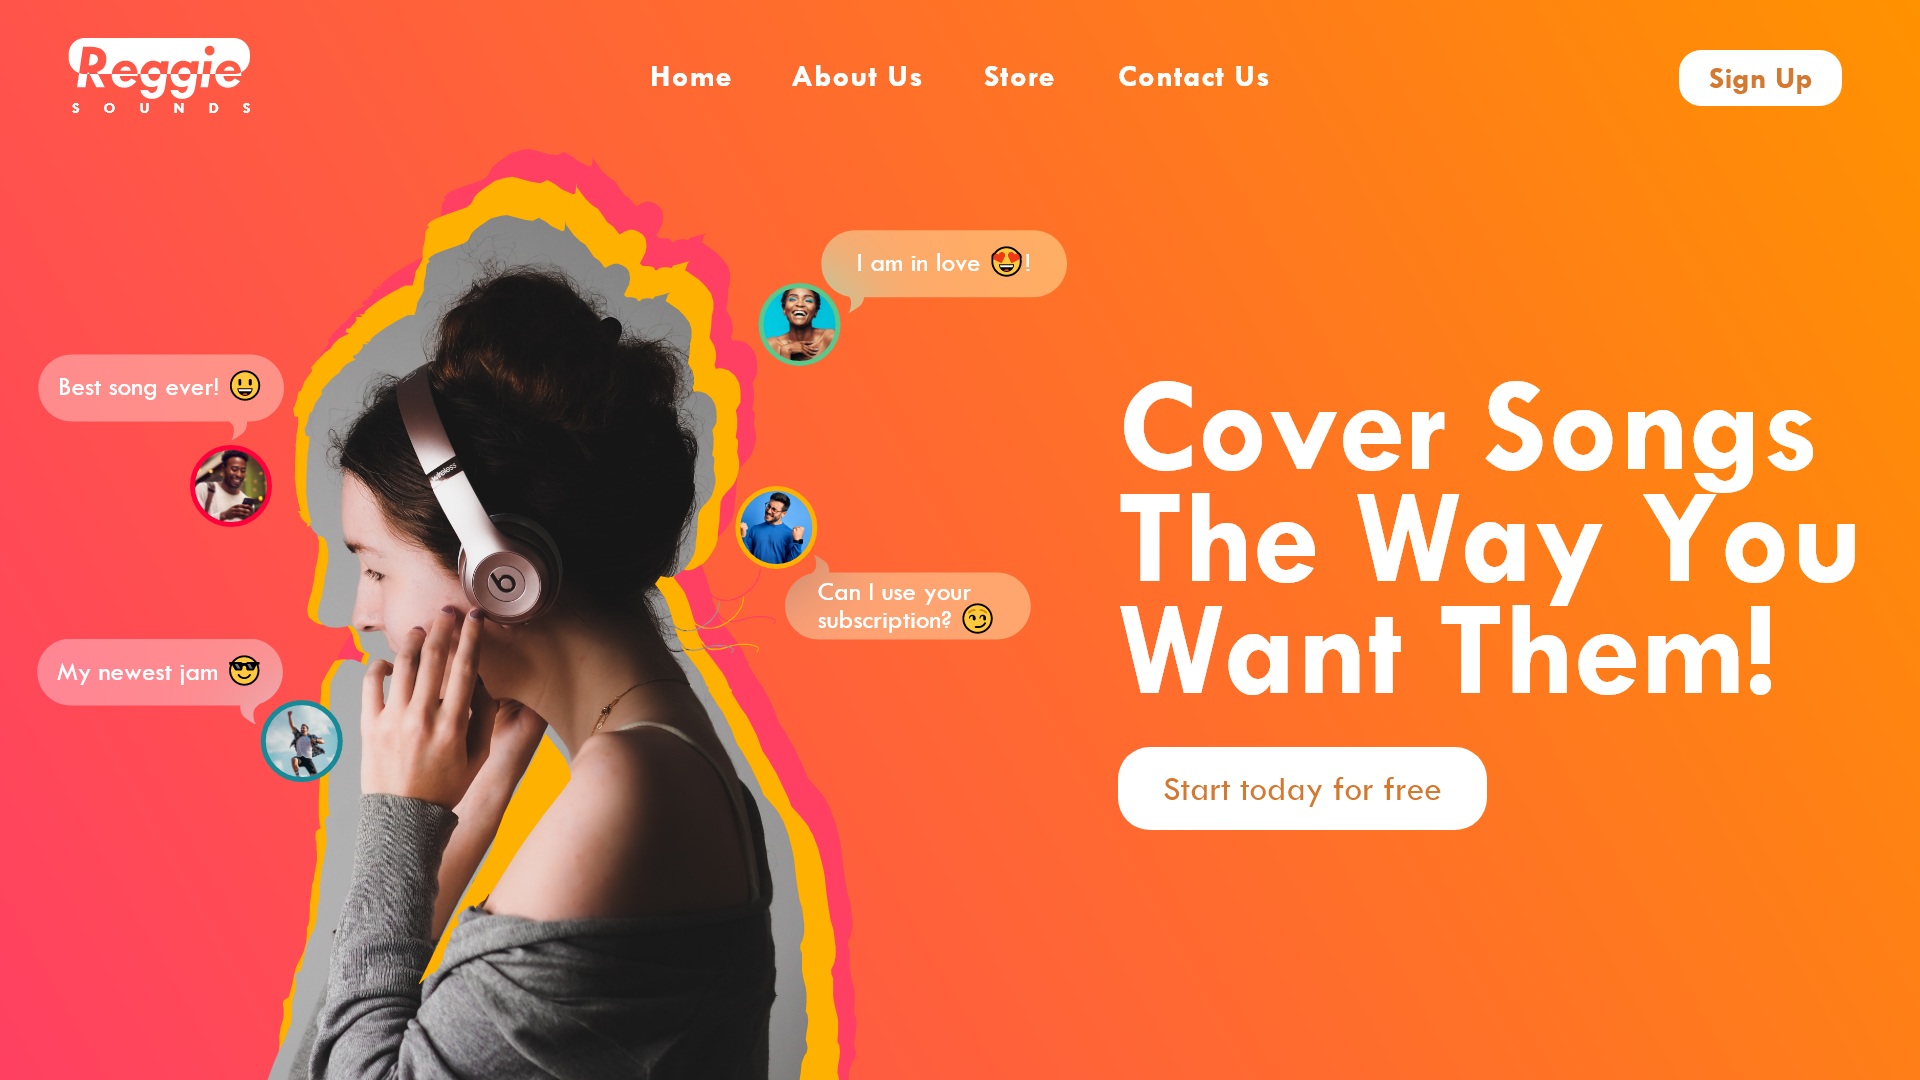 Reggie
SOUNDS
Home
About Us
Store
Contact Us
Sign Up
I am in love 😍!
Best song ever! 😃
Can I use your
subscription? 😏
My newest jam 😎
wireless
Cover Songs
The Way You
Want Them!
Start today for free